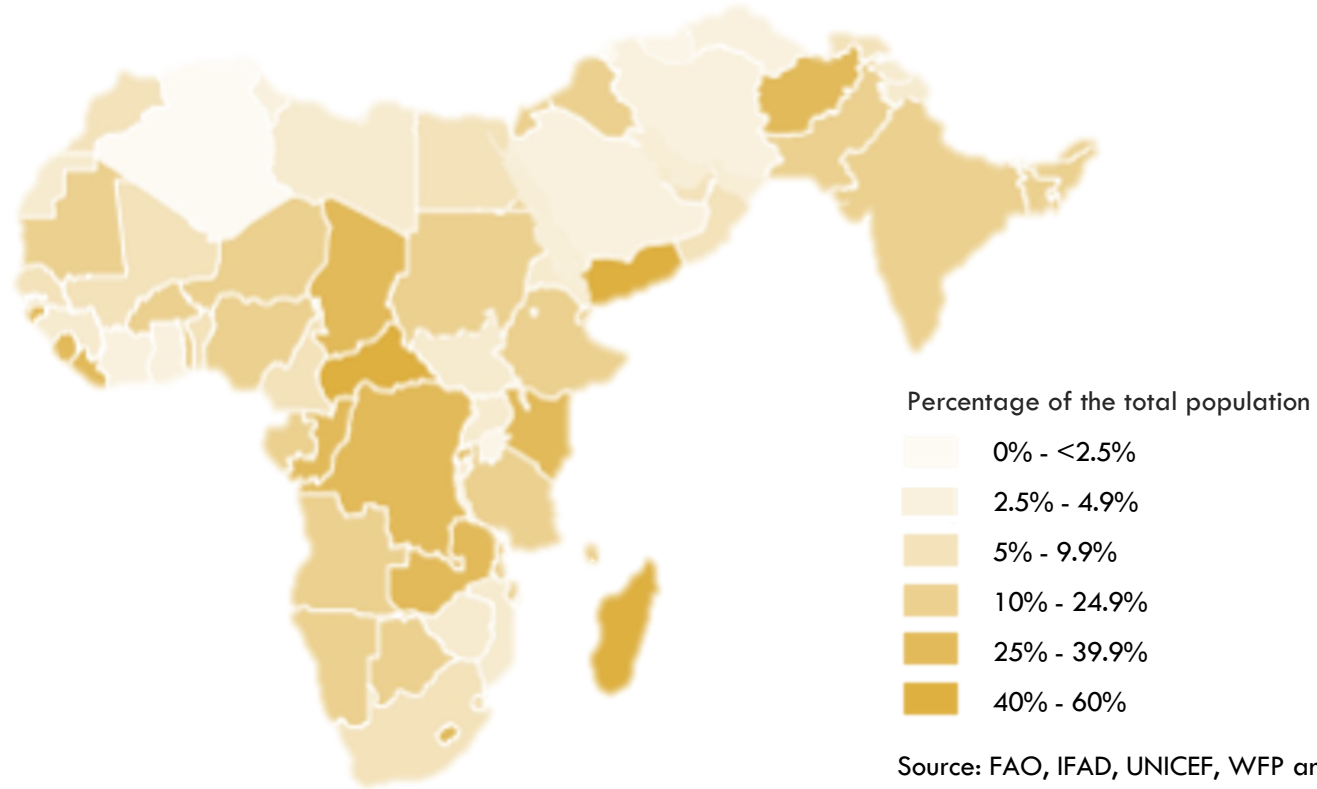 Percentage of the total population
0% - <2.5%
2.5% - 4.9%
5% - 9.9%
10% - 24.9%
25% - 39.9%
40% - 60%
Source: FAO, IFAD, UNICEF, WFP